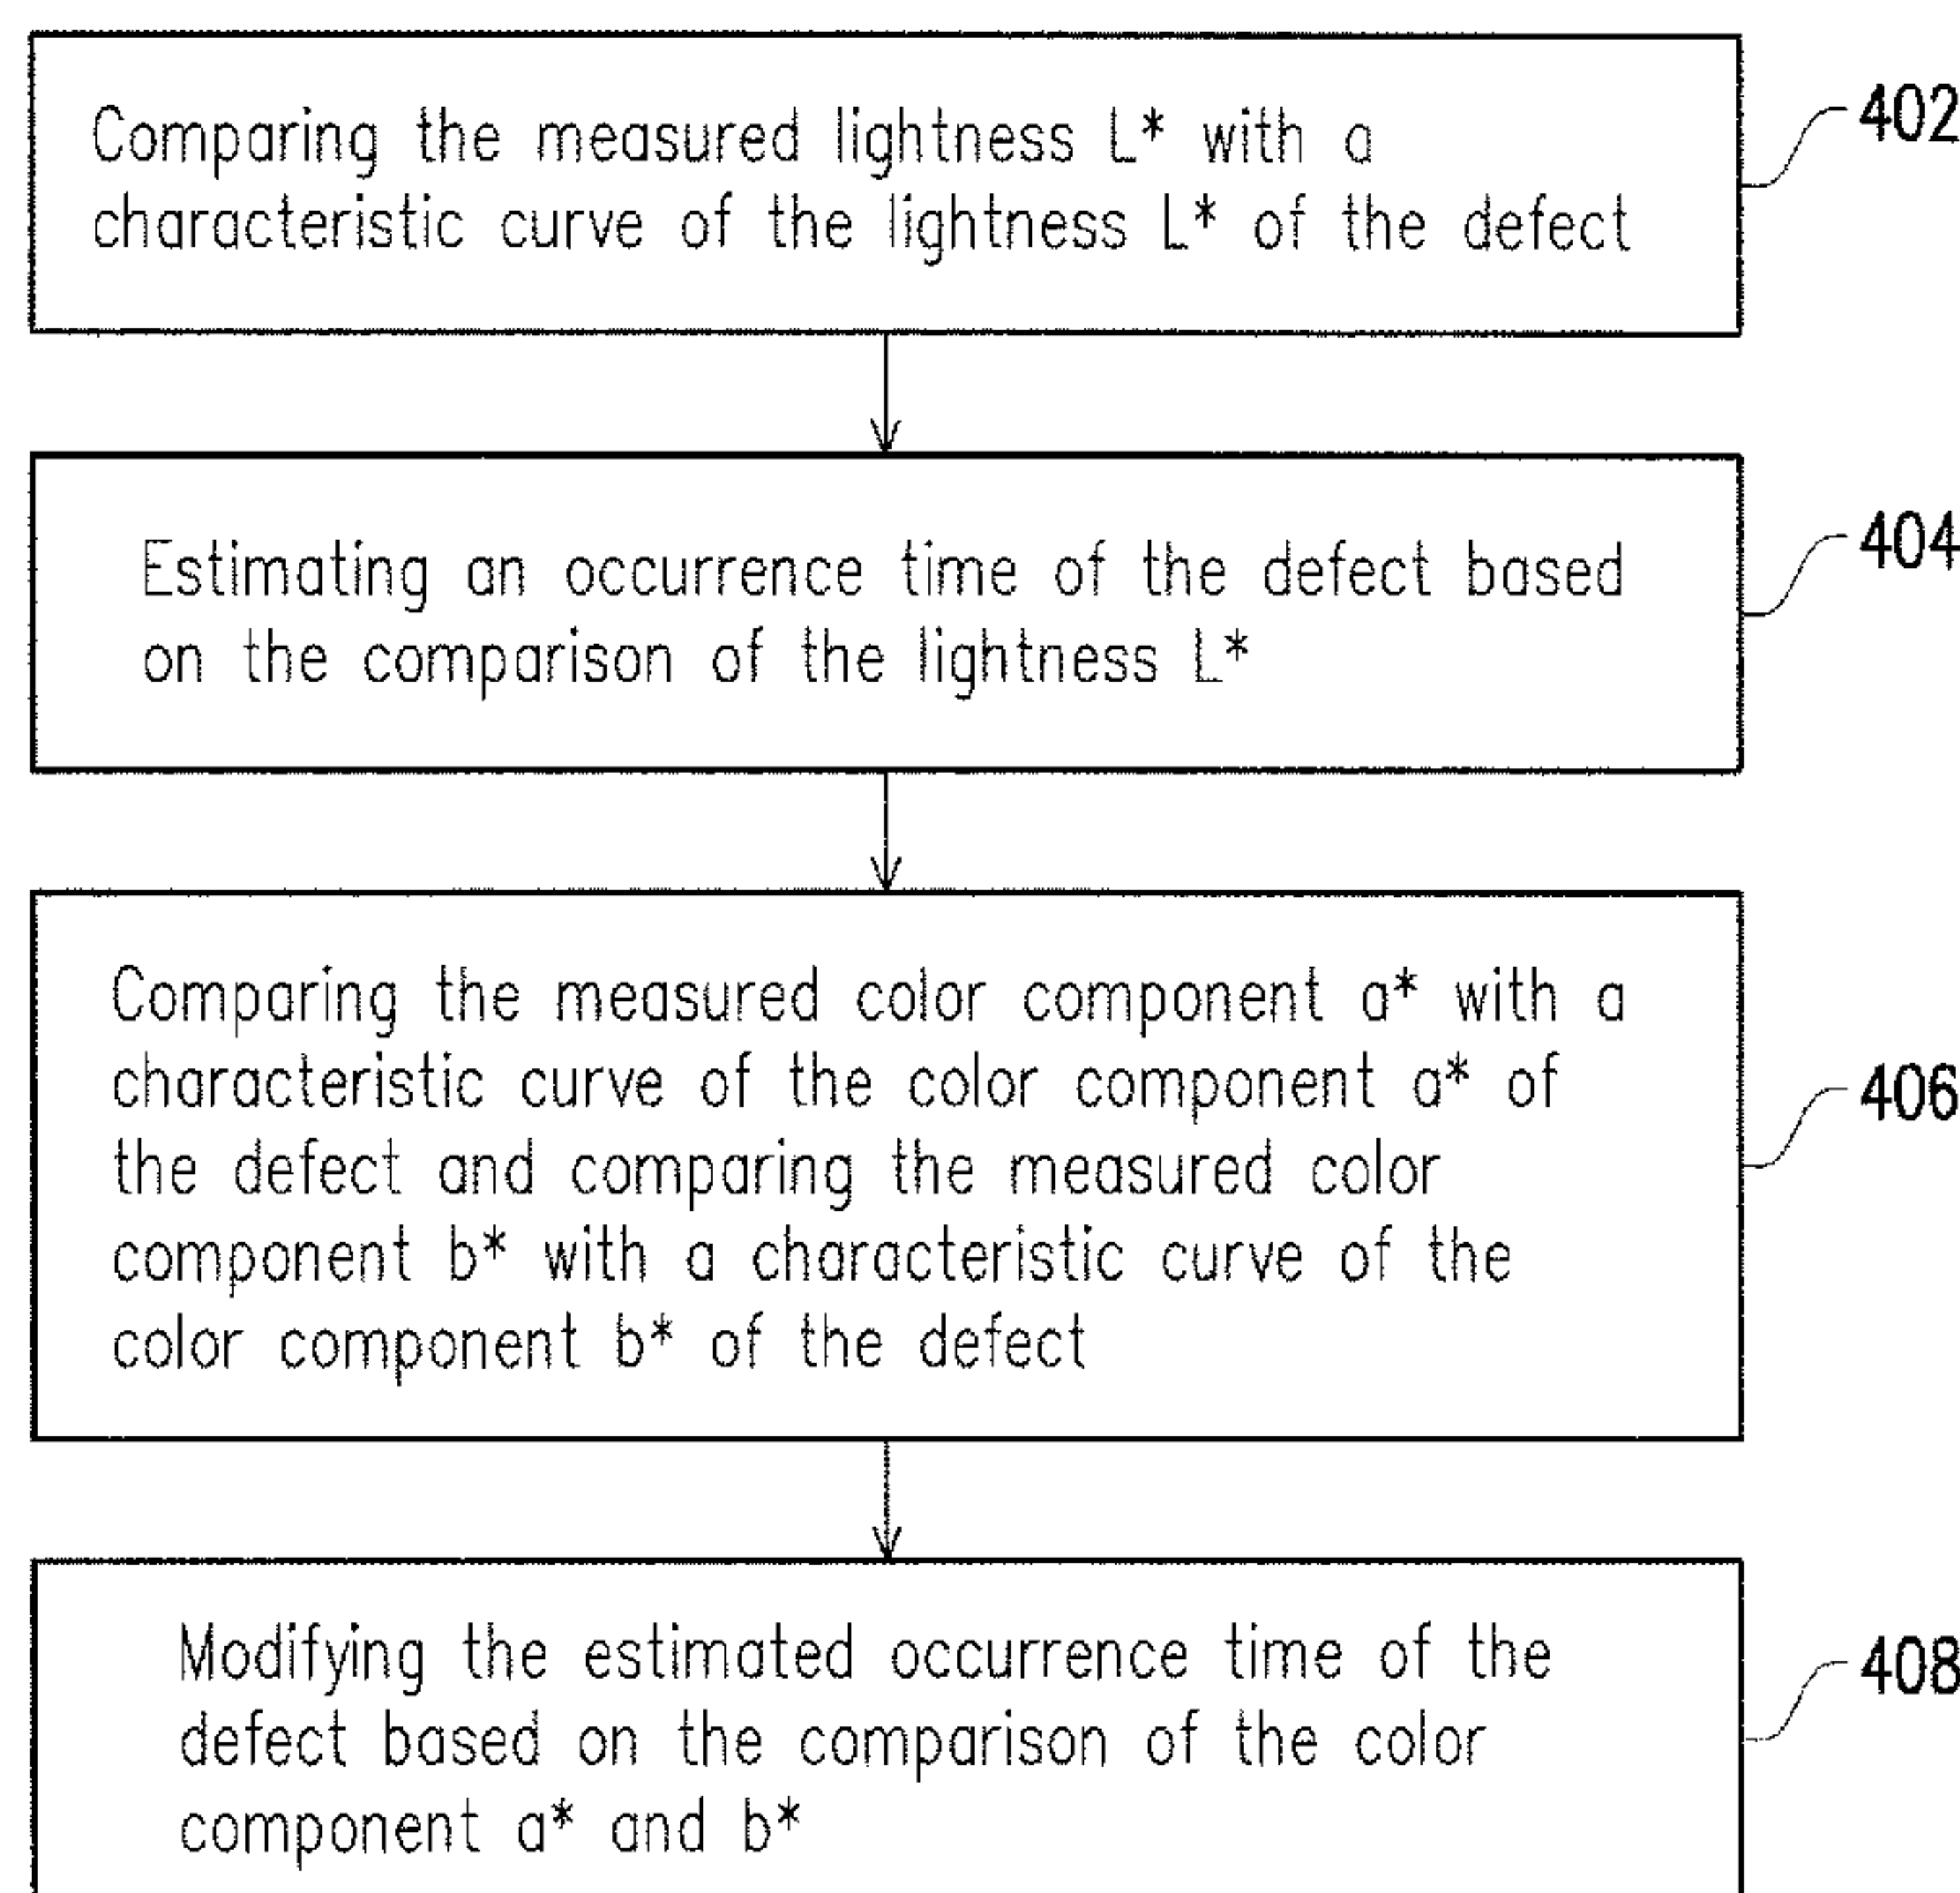 Comparing the measured lightness L* with a
characteristic curve of the lightness L* of the defect
402
Estimating an occurrence time of the defect based
on the comparison of the lightness L*
404
Comparing the measured color component a* with a
characteristic curve of the color component a* of
the defect and comparing the measured color
component b* with a characteristic curve of the
color component b* of the defect
406
Modifying the estimated occurrence time of the
defect based on the comparison of the color
component a* and b*
408